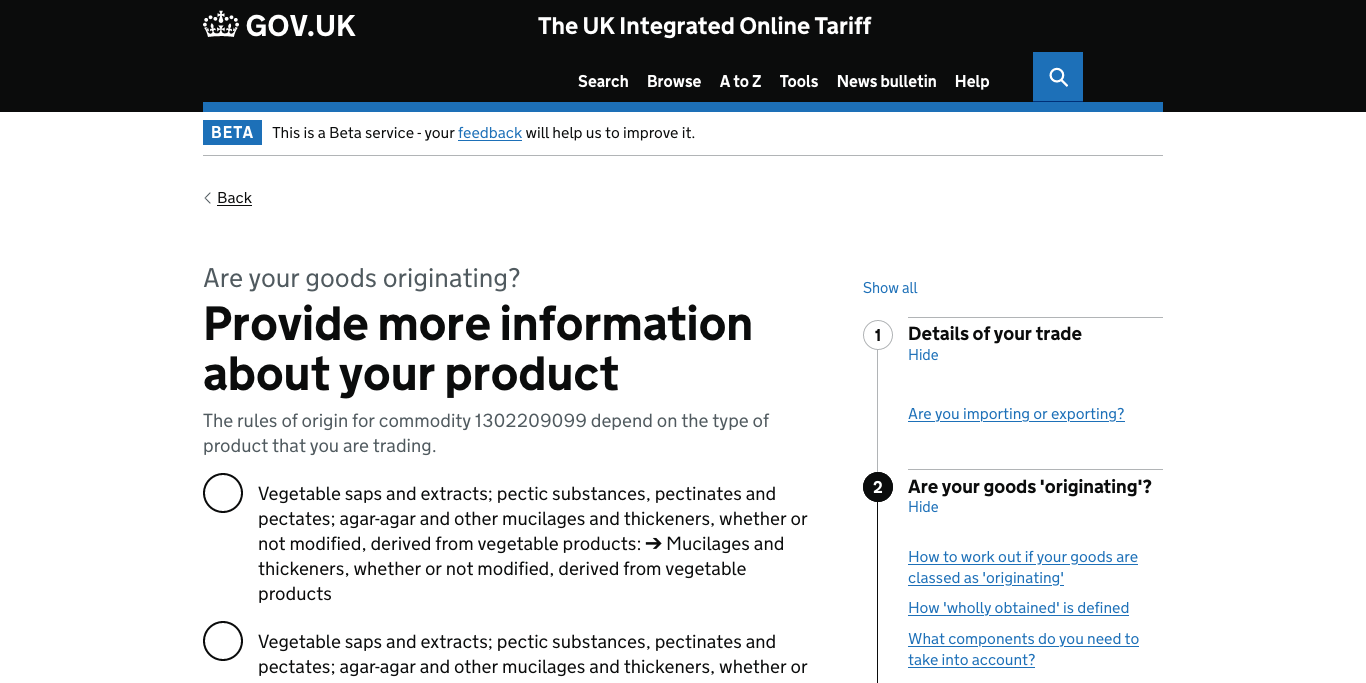 GOV.UK
The UK Integrated Online Tariff
Search Browse A to Z Tools News bulletin Help
BETA This is a Beta service - your feedback will help us to improve it.
Back
Are your goods originating?
Provide more information
about your product
The rules of origin for commodity 1302209099 depend on the type of
product that you are trading.
Vegetable saps and extracts; pectic substances, pectinates and
pectates; agar-agar and other mucilages and thickeners, whether or
not modified, derived from vegetable products: ➔ Mucilages and
thickeners, whether or not modified, derived from vegetable
products
Vegetable saps and extracts; pectic substances, pectinates and
pectates; agar-agar and other mucilages and thickeners, whether or
Show all
1 Details of your trade
Hide
Are you importing or exporting?
2 Are your goods 'originating'?
Hide
How to work out if your goods are
classed as 'originating'
How 'wholly obtained' is defined
What components do you need to
take into account?